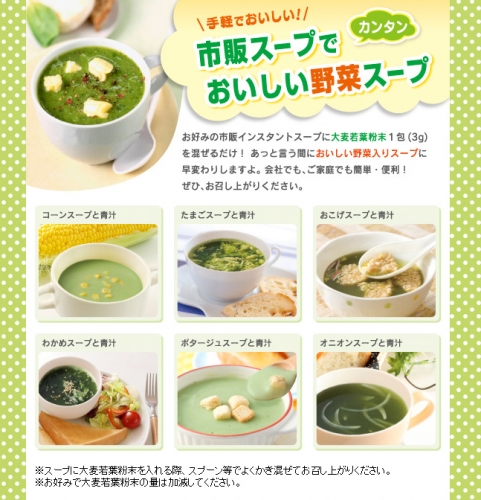 手軽でおいしい!
市販スープで
カンタン
おいしい野菜スープ
お好みの市販インスタントスープに大麦若葉粉末1包(3g)
を混ぜるだけ! あっと言う間においしい野菜入りスープに
早変わりしますよ。会社でも、ご家庭でも簡単・便利!
ぜひ、お召し上がりください。
コーンスープと青汁
たまごスープと青汁
おこげスープと青汁
わかめスープと青汁
ポタージュスープと青汁
オニオンスープと青汁
※スープに大麦若葉粉末を入れる際、スプーン等でよくかき混ぜてお召し上がりください。
※お好みで大麦若葉粉末の量は加減してください。